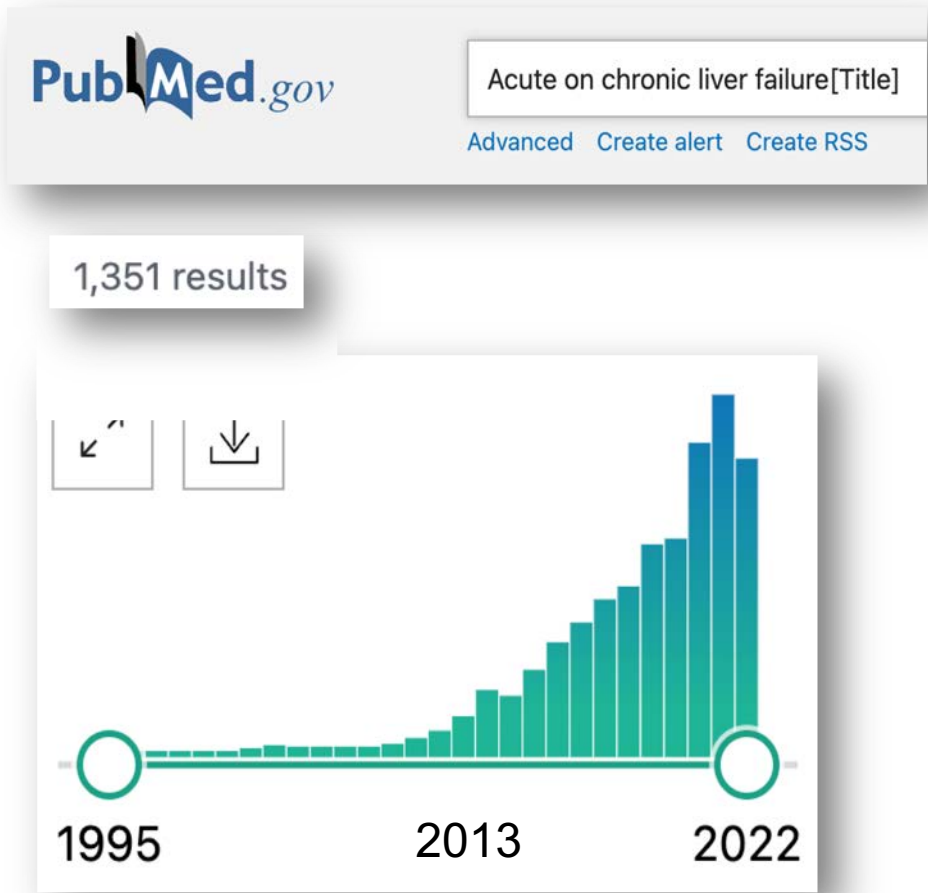 PubMed.gov
Acute on chronic liver failure[Title]
Advanced Create alert Create RSS
1,351 results
1995 2013 2022